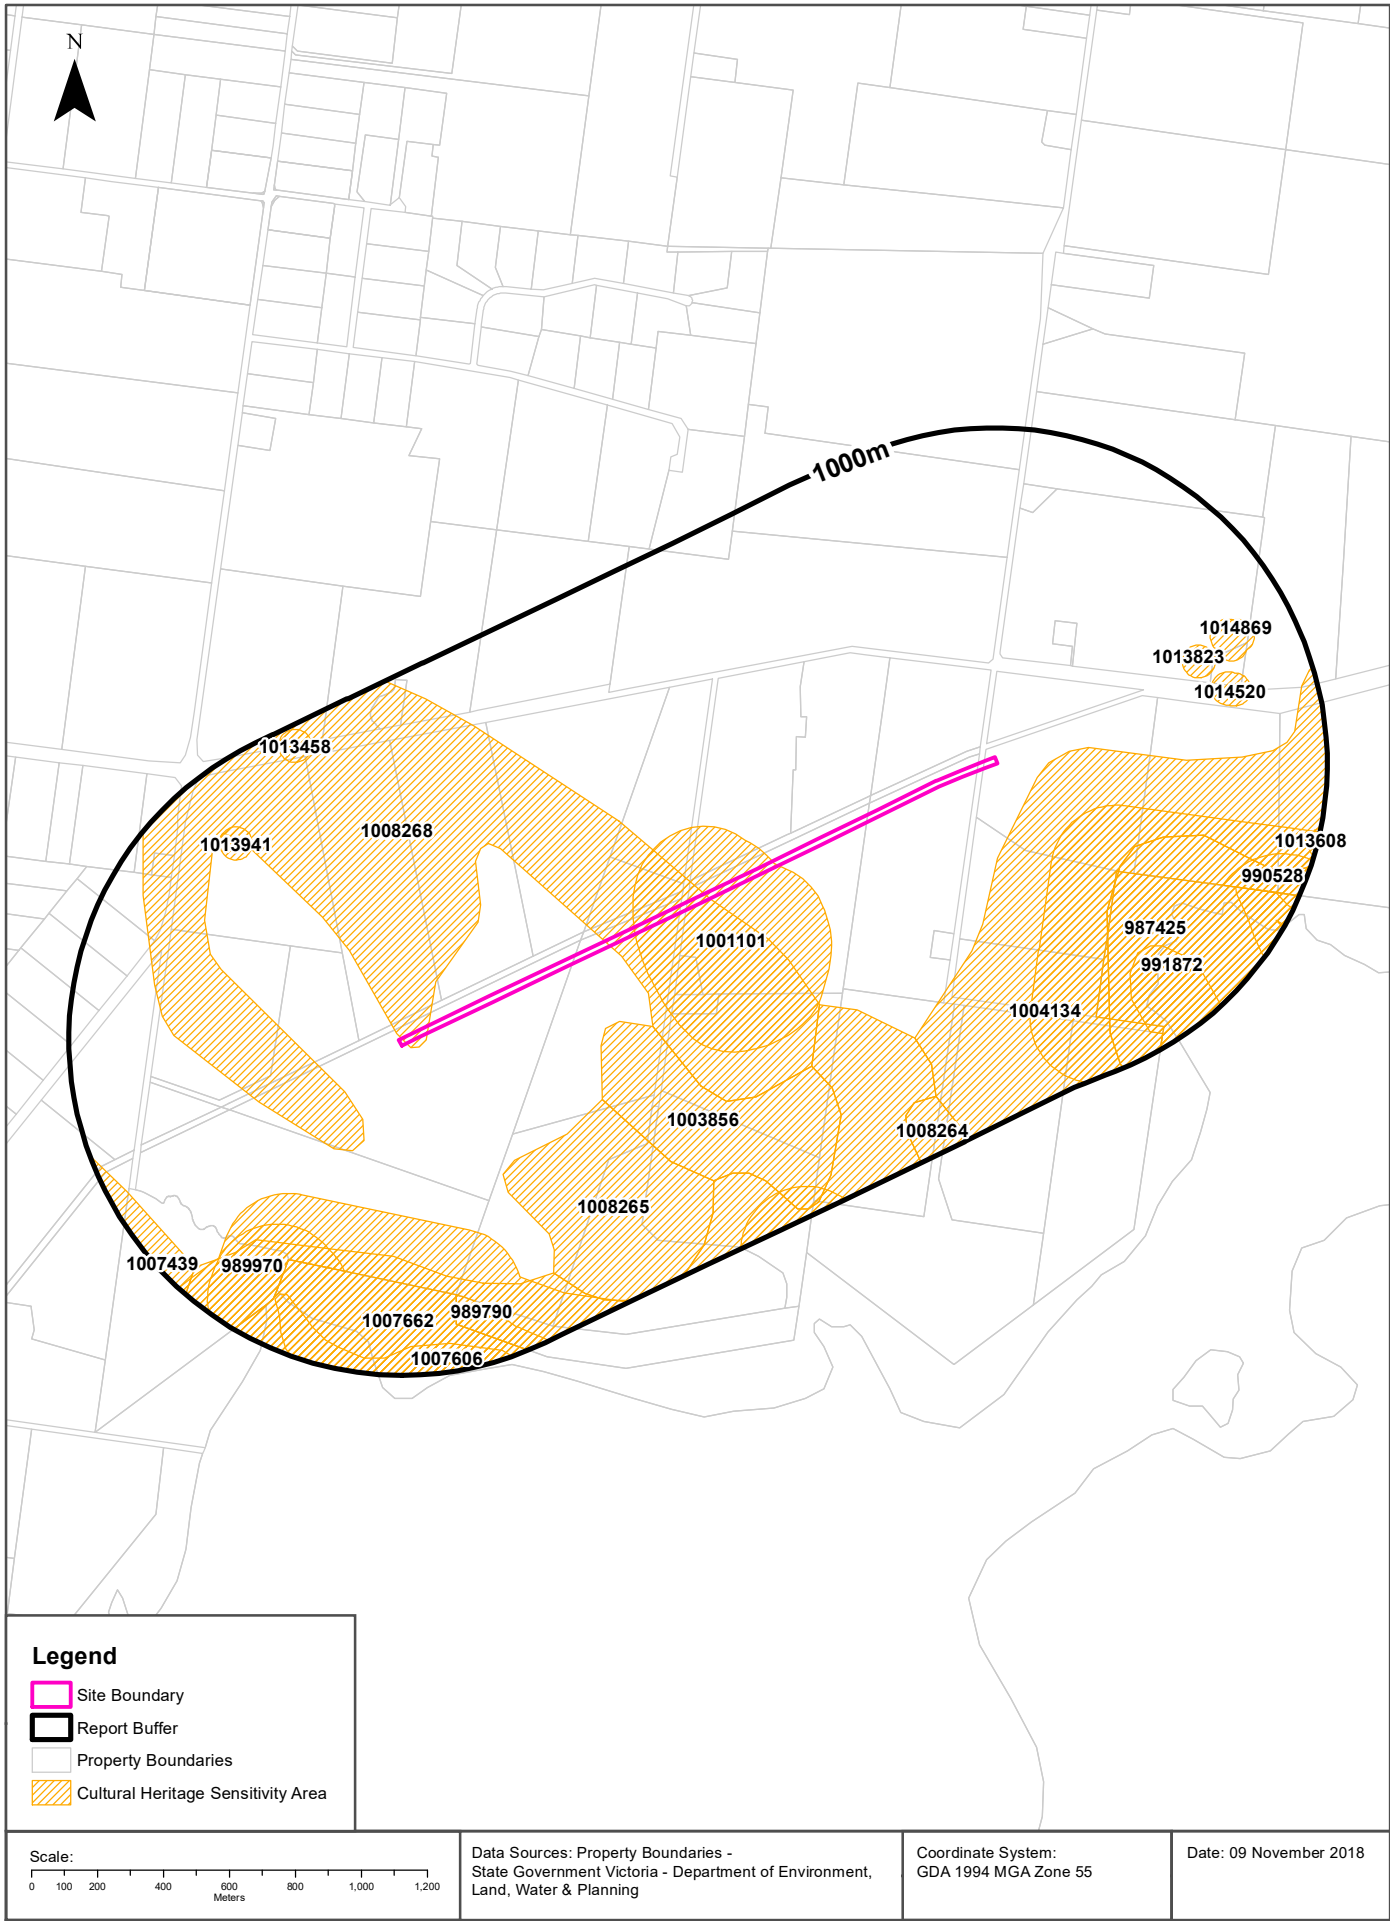 N
1000m
1014869
1013823
1014520
1013458
1008268
1013941
1013608
990528
1001101
987425
991872
1004134
1003856
1008264
1008265
1007439
989970
1007662
989790
1007606
Legend
Site Boundary
Report Buffer
Property Boundaries
Cultural Heritage Sensitivity Area
Scale:
0 100 200 400 600 800 1,000 1,200
Meters
Data Sources: Property Boundaries -
State Government Victoria - Department of Environment,
Land, Water & Planning
Coordinate System:
GDA 1994 MGA Zone 55
Date: 09 November 2018